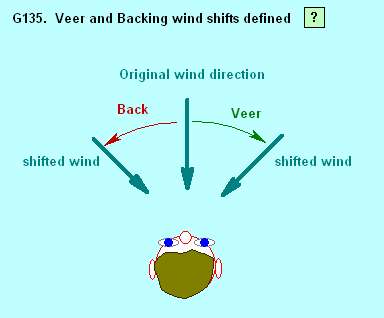 G135. Veer and Backing wind shifts defined ?
Original wind direction
Back Veer
shifted wind shifted wind